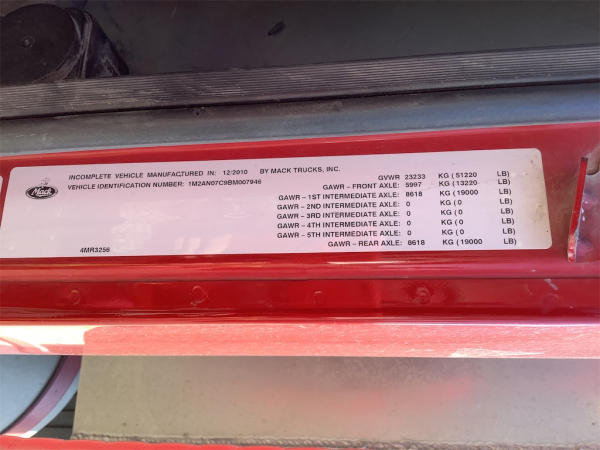 INCOMPLETE VEHICLE MANUFACTURED IN: 12/2010 BY MACK TRUCKS, INC.
VEHICLE IDENTIFICATION NUMBER: 1M2AN07C9BM007946
Mack
GVWR 23233 KG ( 51220 LB)
GAWR – FRONT AXLE: 5997 KG ( 13220 LB)
GAWR – 1ST INTERMEDIATE AXLE: 8618 KG ( 19000 LB)
GAWR – 2ND INTERMEDIATE AXLE: 0 KG ( 0 LB)
GAWR – 3RD INTERMEDIATE AXLE: 0 KG ( 0 LB)
GAWR – 4TH INTERMEDIATE AXLE: 0 KG ( 0 LB)
GAWR – 5TH INTERMEDIATE AXLE: 0 KG ( 0 LB)
GAWR – REAR AXLE: 8618 KG ( 19000 LB)
4MR3256